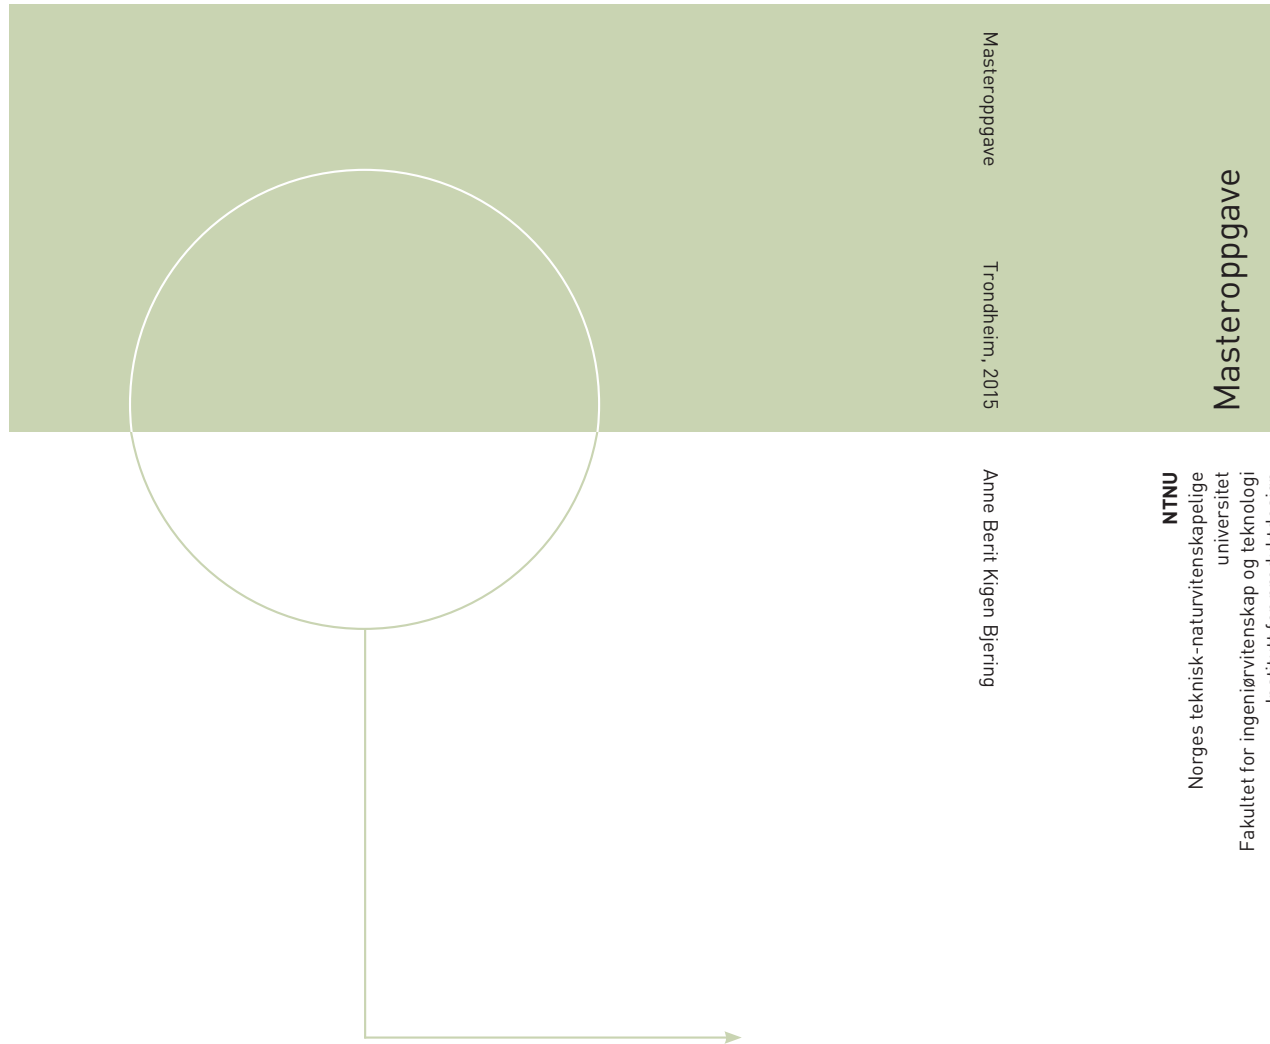 Masteroppgave
Trondheim, 2015
Anne Berit Kigen Bjering
Masteroppgave
NTNU
Norges teknisk-naturvitenskapelige
universitet
Fakultet for ingeniørvitenskap og teknologi